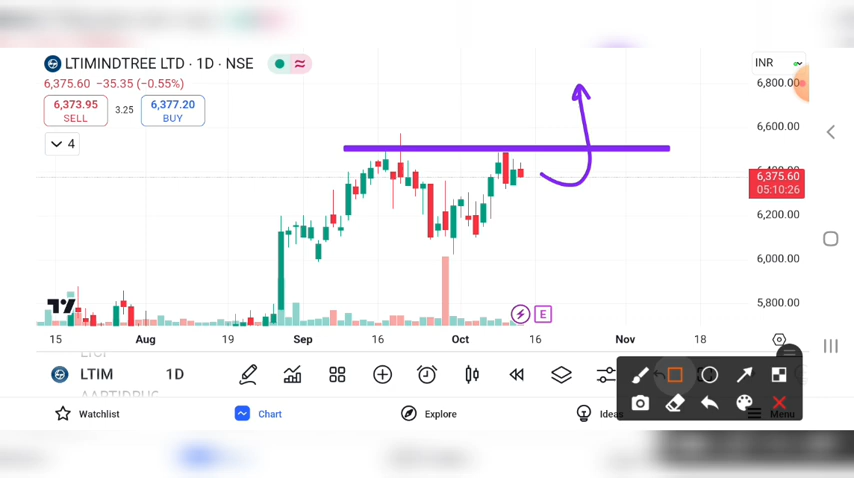 LTIMINDTREE LTD · 1D · NSE
6,375.60 −35.35 (−0.55%)
6,373.95
SELL
3.25
6,377.20
BUY
4
INR
6,800.00
6,600.00
6,375.60
05:10:26
6,200.00
6,000.00
5,800.00
E
15 Aug 19 Sep 16 Oct 16 Nov 18
LTIM 1D
Watchlist Chart Explore Ideas Menu